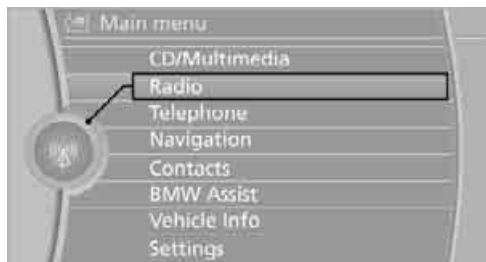 Main menu
CD/Multimedia
Radio
Telephone
Navigation
Contacts
BMW Assist
Vehicle Info
Settings